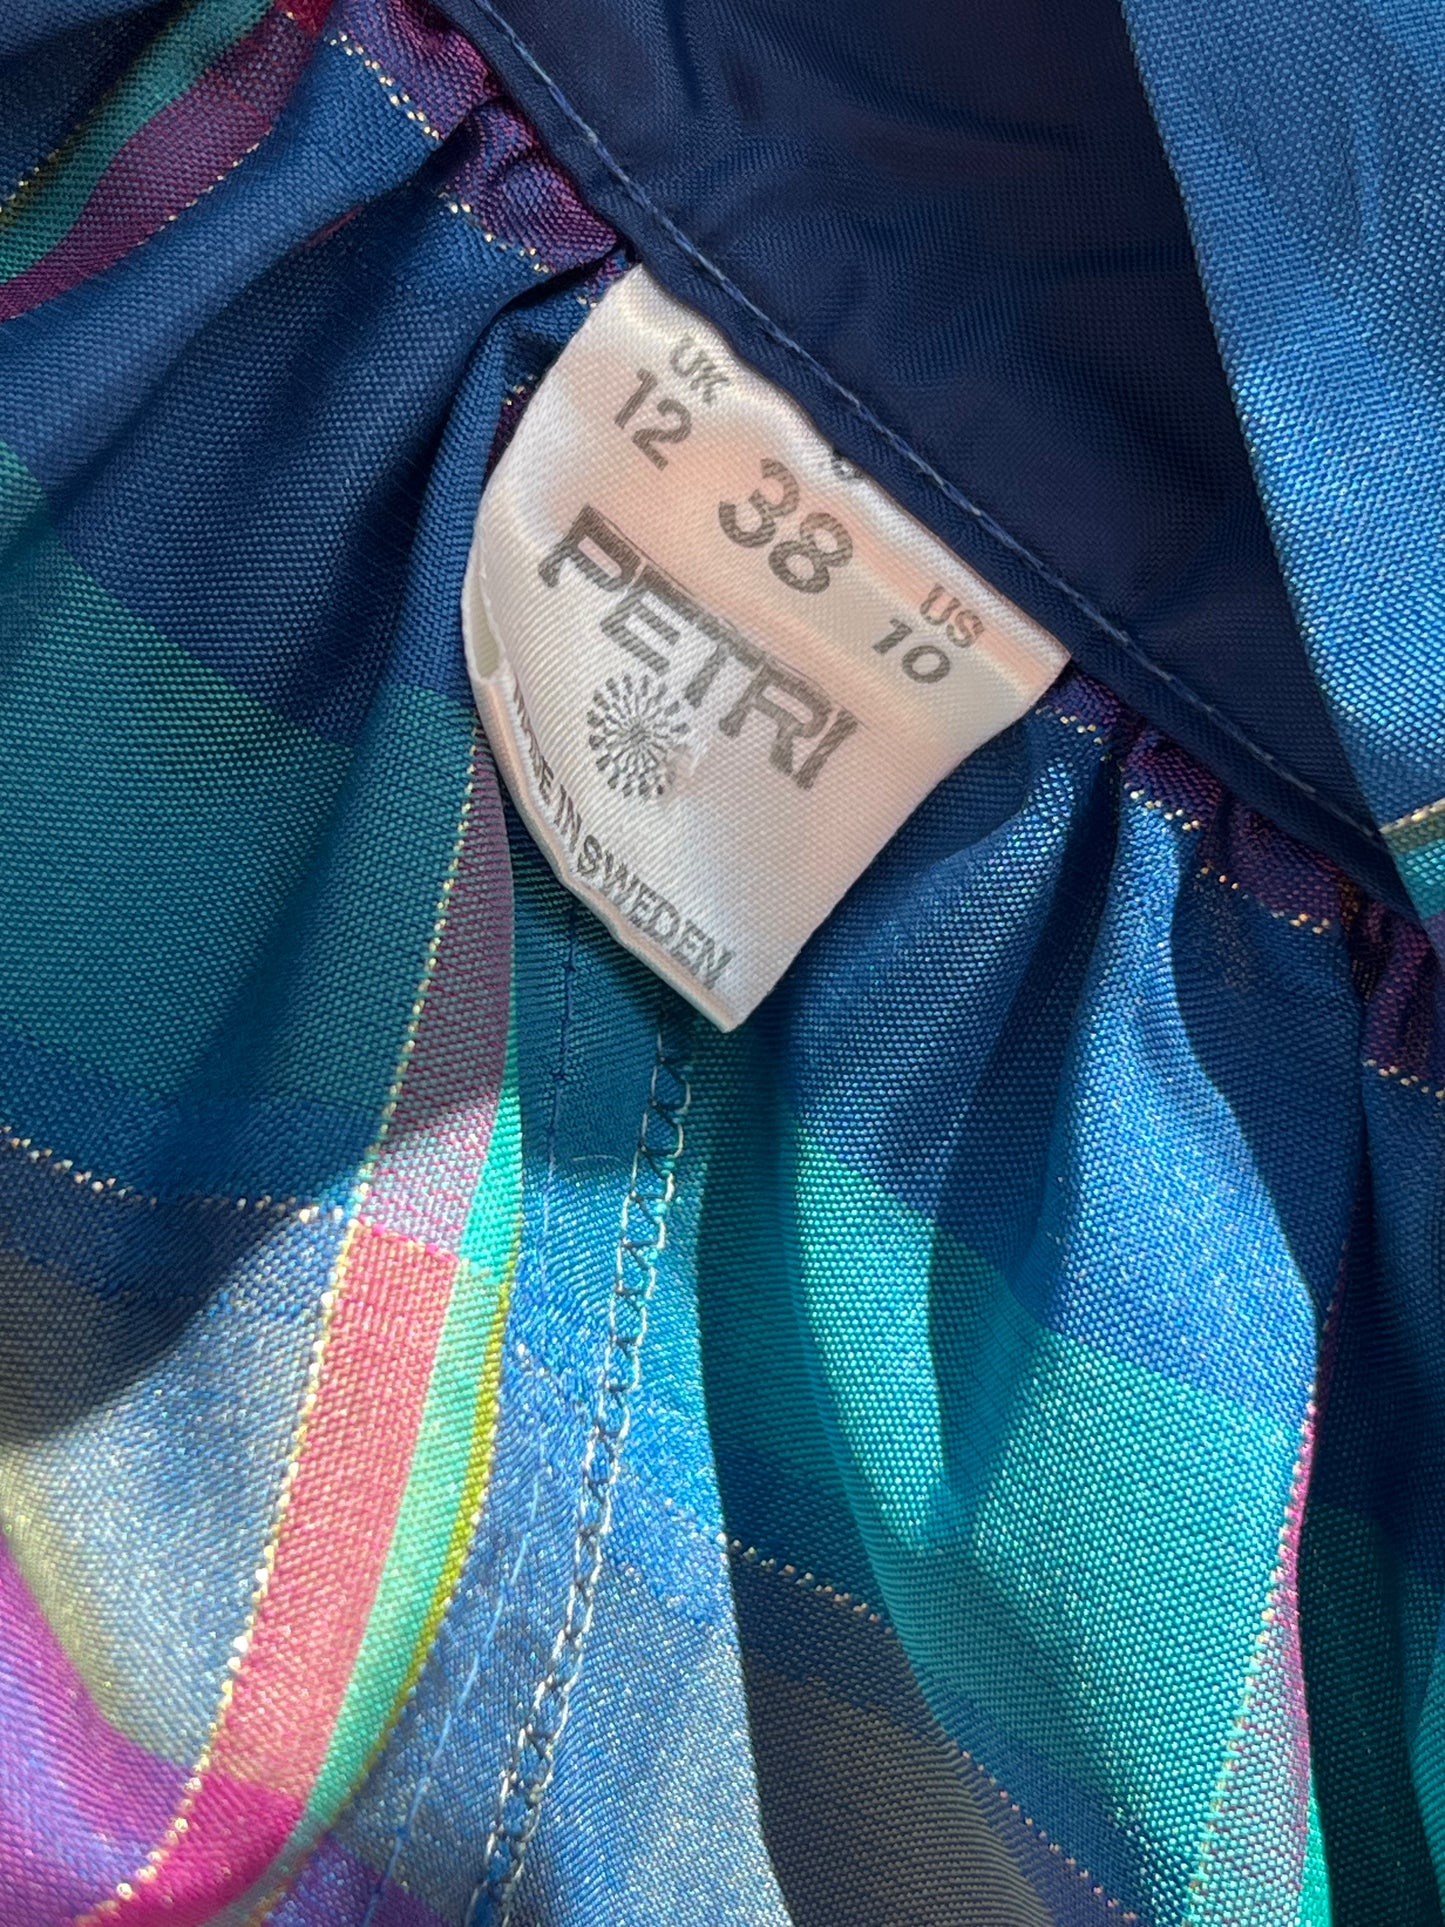 UK 38 US
12 10
PETRI
MADE IN SWEDEN